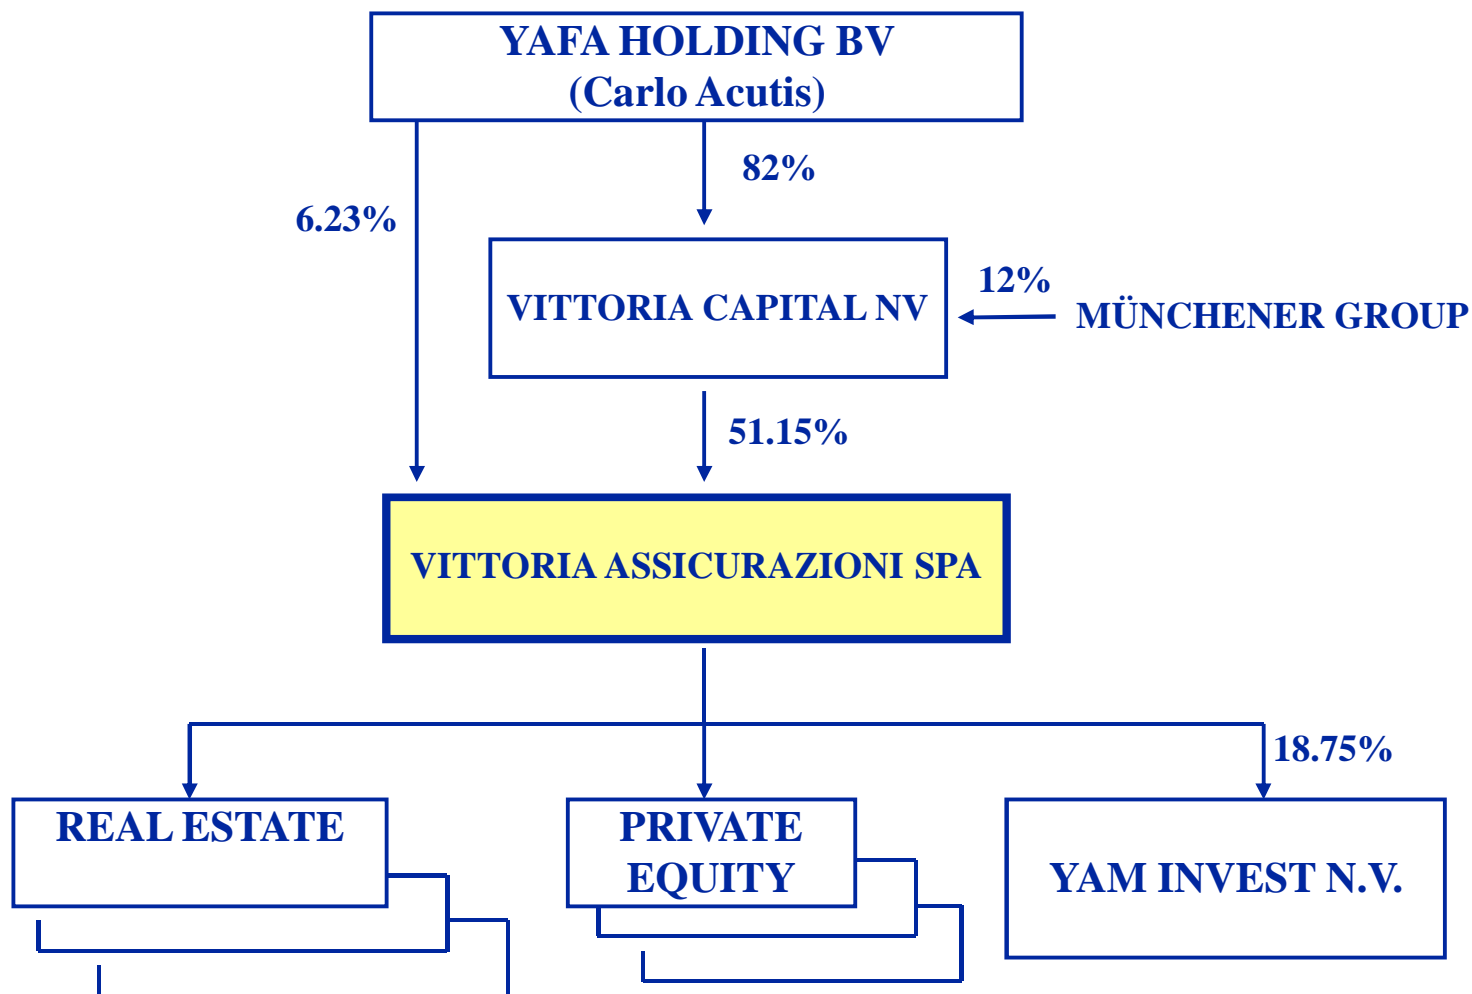 YAFA HOLDING BV
(Carlo Acutis)
82%
6.23%
12%
VITTORIA CAPITAL NV
MÜNCHENER GROUP
51.15%
VITTORIA ASSICURAZIONI SPA
18.75%
REAL ESTATE
PRIVATE
EQUITY
YAM INVEST N.V.